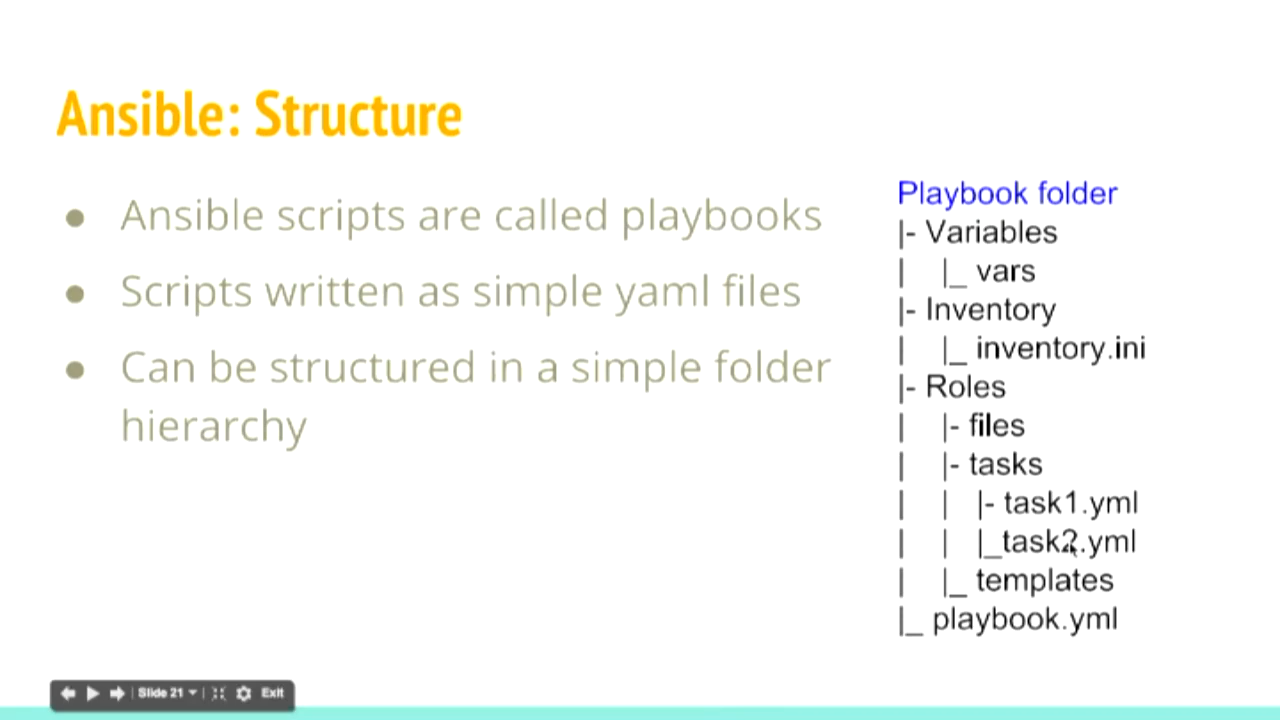 Ansible: Structure
● Ansible scripts are called playbooks
● Scripts written as simple yaml files
● Can be structured in a simple folder
hierarchy
Playbook folder
|- Variables
|    |_ vars
|- Inventory
|    |_ inventory.ini
|- Roles
|    |- files
|    |- tasks
|    |    |- task1.yml
|    |    |_task2.yml
|    |_ templates
|_ playbook.yml
Slide 21
Exit